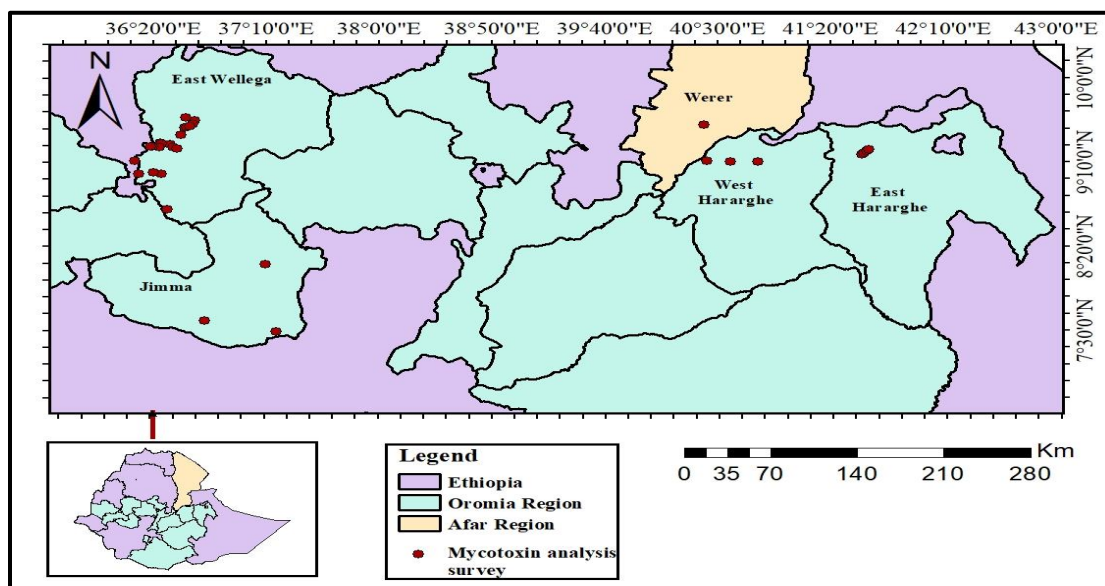 36°20'0"E 37°10'0"E 38°0'0"E 38°50'0"E 39°40'0"E 40°30'0"E 41°20'0"E 42°10'0"E 43°0'0"E
N
East Wellega
Werer
West
Hararghe
East
Hararghe
Jimma
10°0'0"N
9°10'0"N
8°20'0"N
7°30'0"N
Legend
Ethiopia
Oromia Region
Afar Region
Mycotoxin analysis
survey
Km
0 35 70 140 210 280